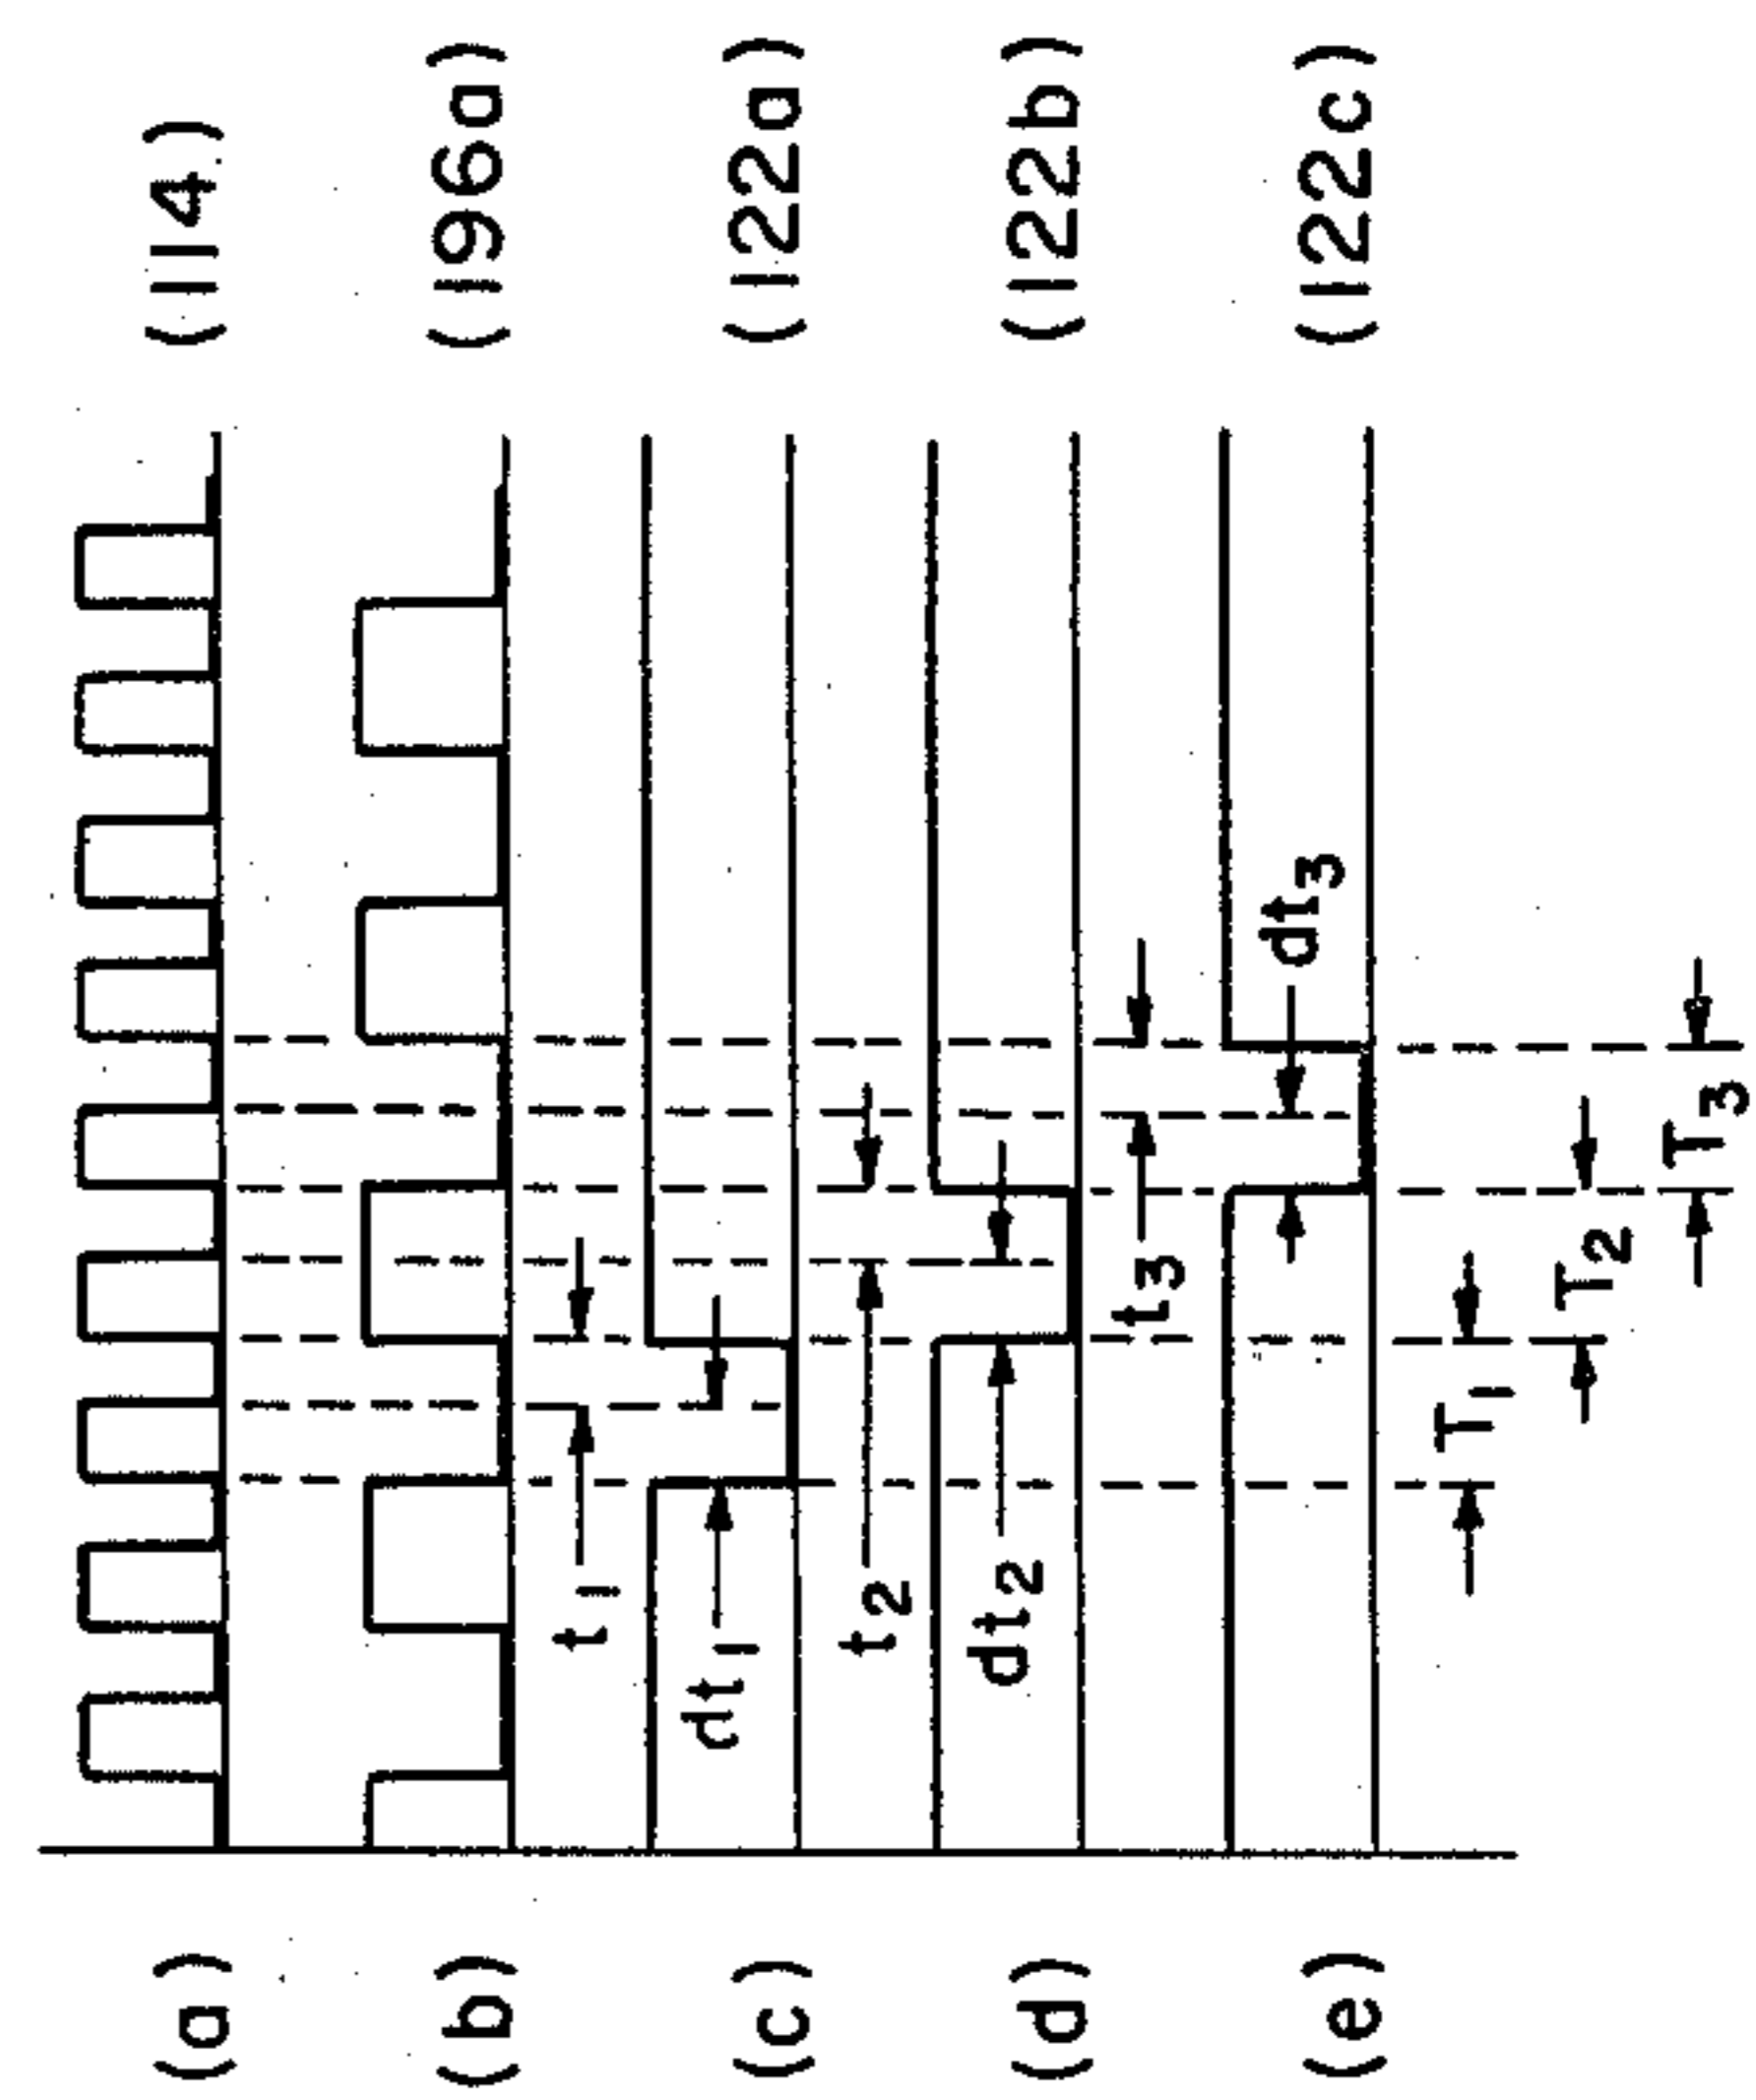 (a) (114)
(b) (196a)
t1
(c) (122a)
dt1
t2
(d) (122b)
dt2
t3
(e) (122c)
dt3
T1
T2
T3